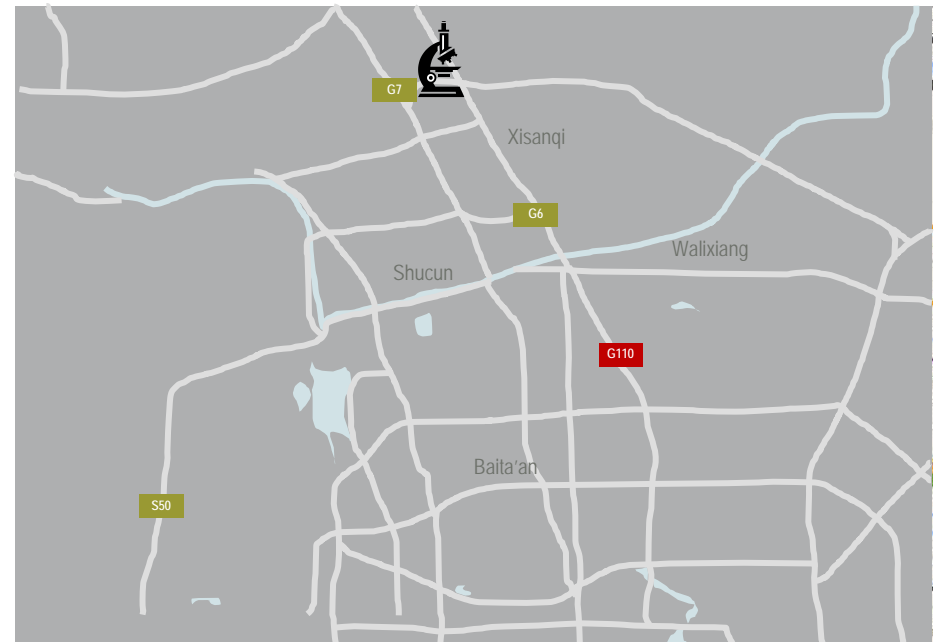 G7
Xisanqi
G6
Walixiang
Shucun
G110
Baita'an
S50